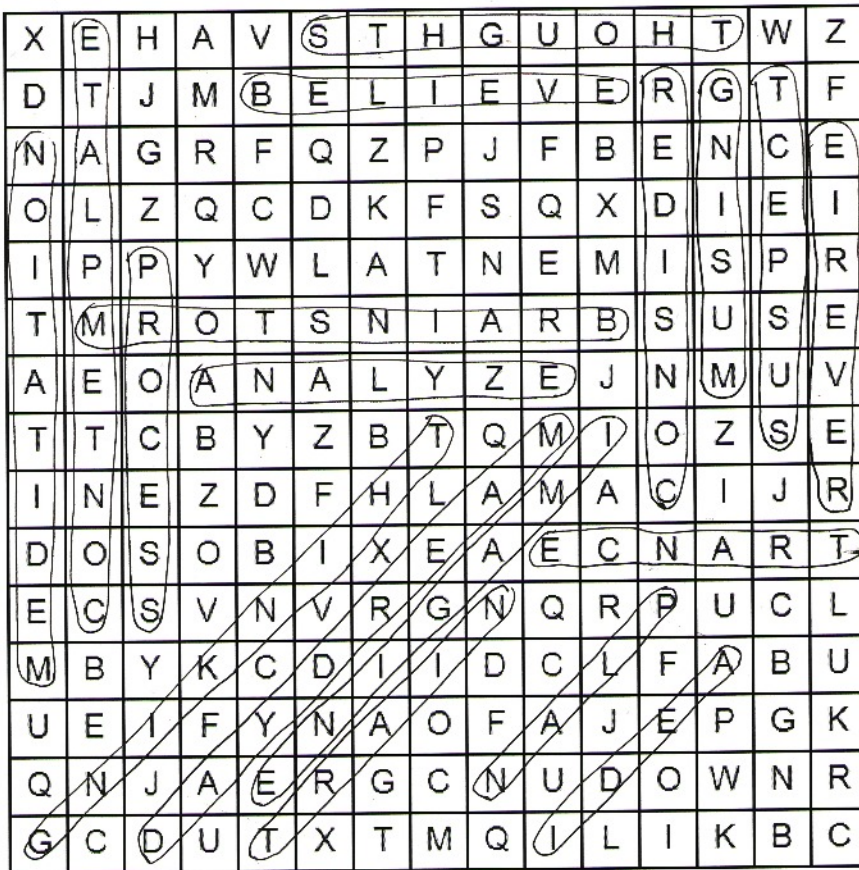 X E H A V S T H G U O H T W Z
D T J M B E L I E V E R G T F
N A G R F Q Z P J F B E N C E
O L Z Q C D K F S Q X D I E I
I P P Y W L A T N E M I S P R
T M R O T S N I A R B S U S E
A E O A N A L Y Z E J N M U V
T T C B Y Z B T Q M I O Z S E
I N E Z D F H L A M A C I J R
D O S O B I X E A E C N A R T
E C S V N V R G N Q R P U C L
M B Y K C D I I D C L F A B U
U E I F Y N A O F A J E P G K
Q N J A E R G C N U D O W N R
G C D U T X T M Q I L I K B C